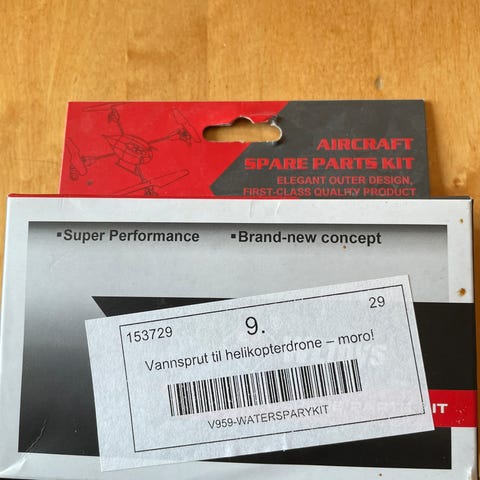 AIRCRAFT
SPARE PARTS KIT
ELEGANT OUTER DESIGN,
FIRST-CLASS QUALITY PRODUCT
▪Super Performance ▪Brand-new concept
153729 9. 29
Vannsprut til helikopterdrone – moro!
V959-WATERSPARYKIT
IT